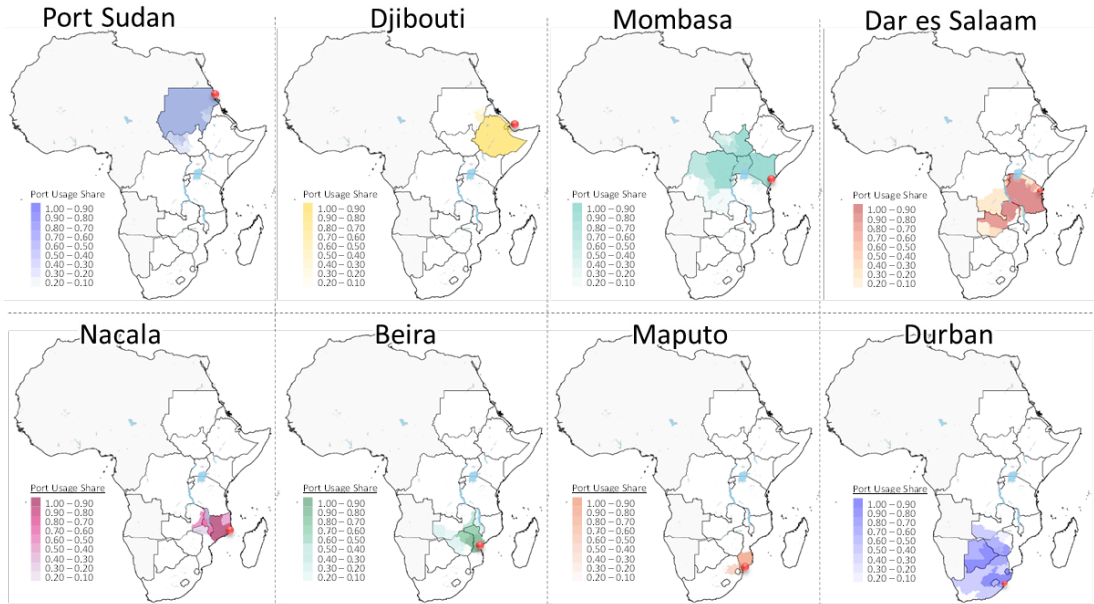 Port Sudan
Djibouti
Mombasa
Dar es Salaam
Port Usage Share
1.00 – 0.90
0.90 – 0.80
0.80 – 0.70
0.70 – 0.60
0.60 – 0.50
0.50 – 0.40
0.40 – 0.30
0.30 – 0.20
0.20 – 0.10
Port Usage Share
1.00 – 0.90
0.90 – 0.80
0.80 – 0.70
0.70 – 0.60
0.60 – 0.50
0.50 – 0.40
0.40 – 0.30
0.30 – 0.20
0.20 – 0.10
Port Usage Share
1.00 – 0.90
0.90 – 0.80
0.80 – 0.70
0.70 – 0.60
0.60 – 0.50
0.50 – 0.40
0.40 – 0.30
0.30 – 0.20
0.20 – 0.10
Port Usage Share
1.00 – 0.90
0.90 – 0.80
0.80 – 0.70
0.70 – 0.60
0.60 – 0.50
0.50 – 0.40
0.40 – 0.30
0.30 – 0.20
0.20 – 0.10
Nacala
Beira
Maputo
Durban
Port Usage Share
1.00 – 0.90
0.90 – 0.80
0.80 – 0.70
0.70 – 0.60
0.60 – 0.50
0.50 – 0.40
0.40 – 0.30
0.30 – 0.20
0.20 – 0.10
Port Usage Share
1.00 – 0.90
0.90 – 0.80
0.80 – 0.70
0.70 – 0.60
0.60 – 0.50
0.50 – 0.40
0.40 – 0.30
0.30 – 0.20
0.20 – 0.10
Port Usage Share
1.00 – 0.90
0.90 – 0.80
0.80 – 0.70
0.70 – 0.60
0.60 – 0.50
0.50 – 0.40
0.40 – 0.30
0.30 – 0.20
0.20 – 0.10
Port Usage Share
1.00 – 0.90
0.90 – 0.80
0.80 – 0.70
0.70 – 0.60
0.60 – 0.50
0.50 – 0.40
0.40 – 0.30
0.30 – 0.20
0.20 – 0.10